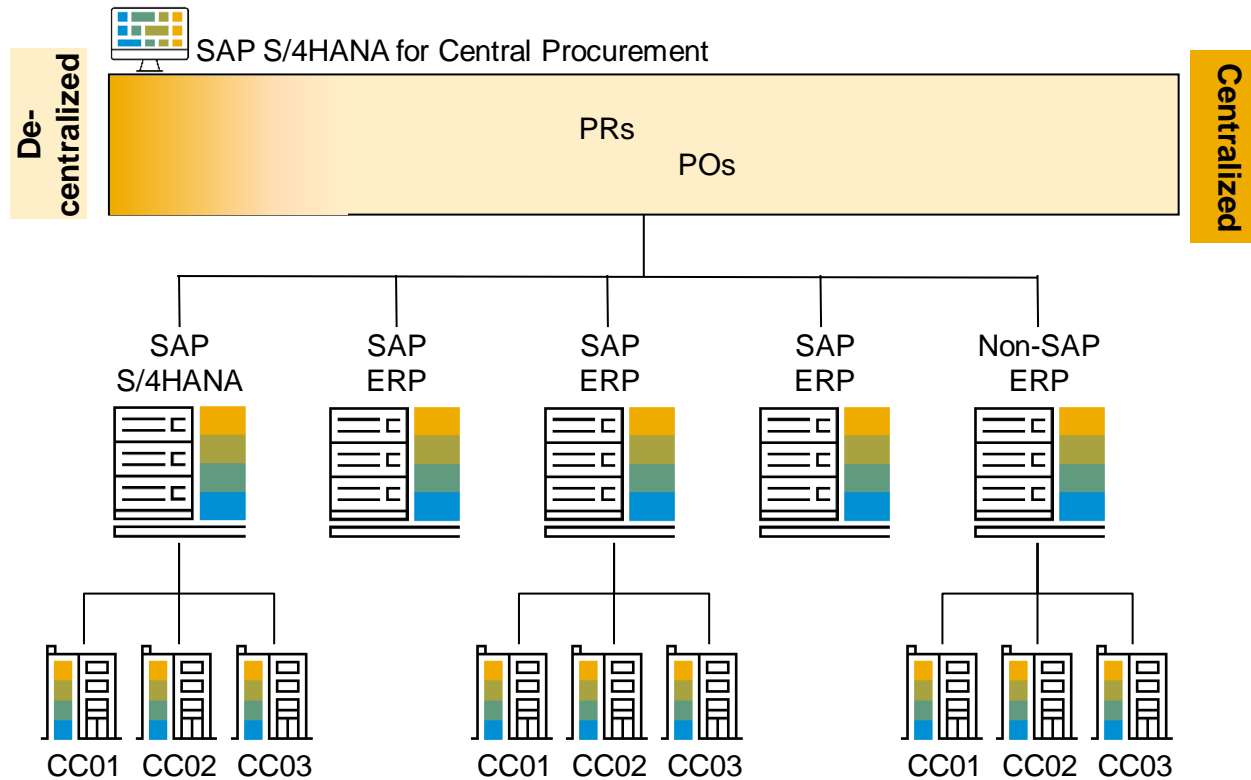 SAP S/4HANA for Central Procurement
De-
centralized
PRs
POs
Centralized
SAP
S/4HANA
SAP
ERP
SAP
ERP
SAP
ERP
Non-SAP
ERP
CC01 CC02 CC03
CC01 CC02 CC03
CC01 CC02 CC03